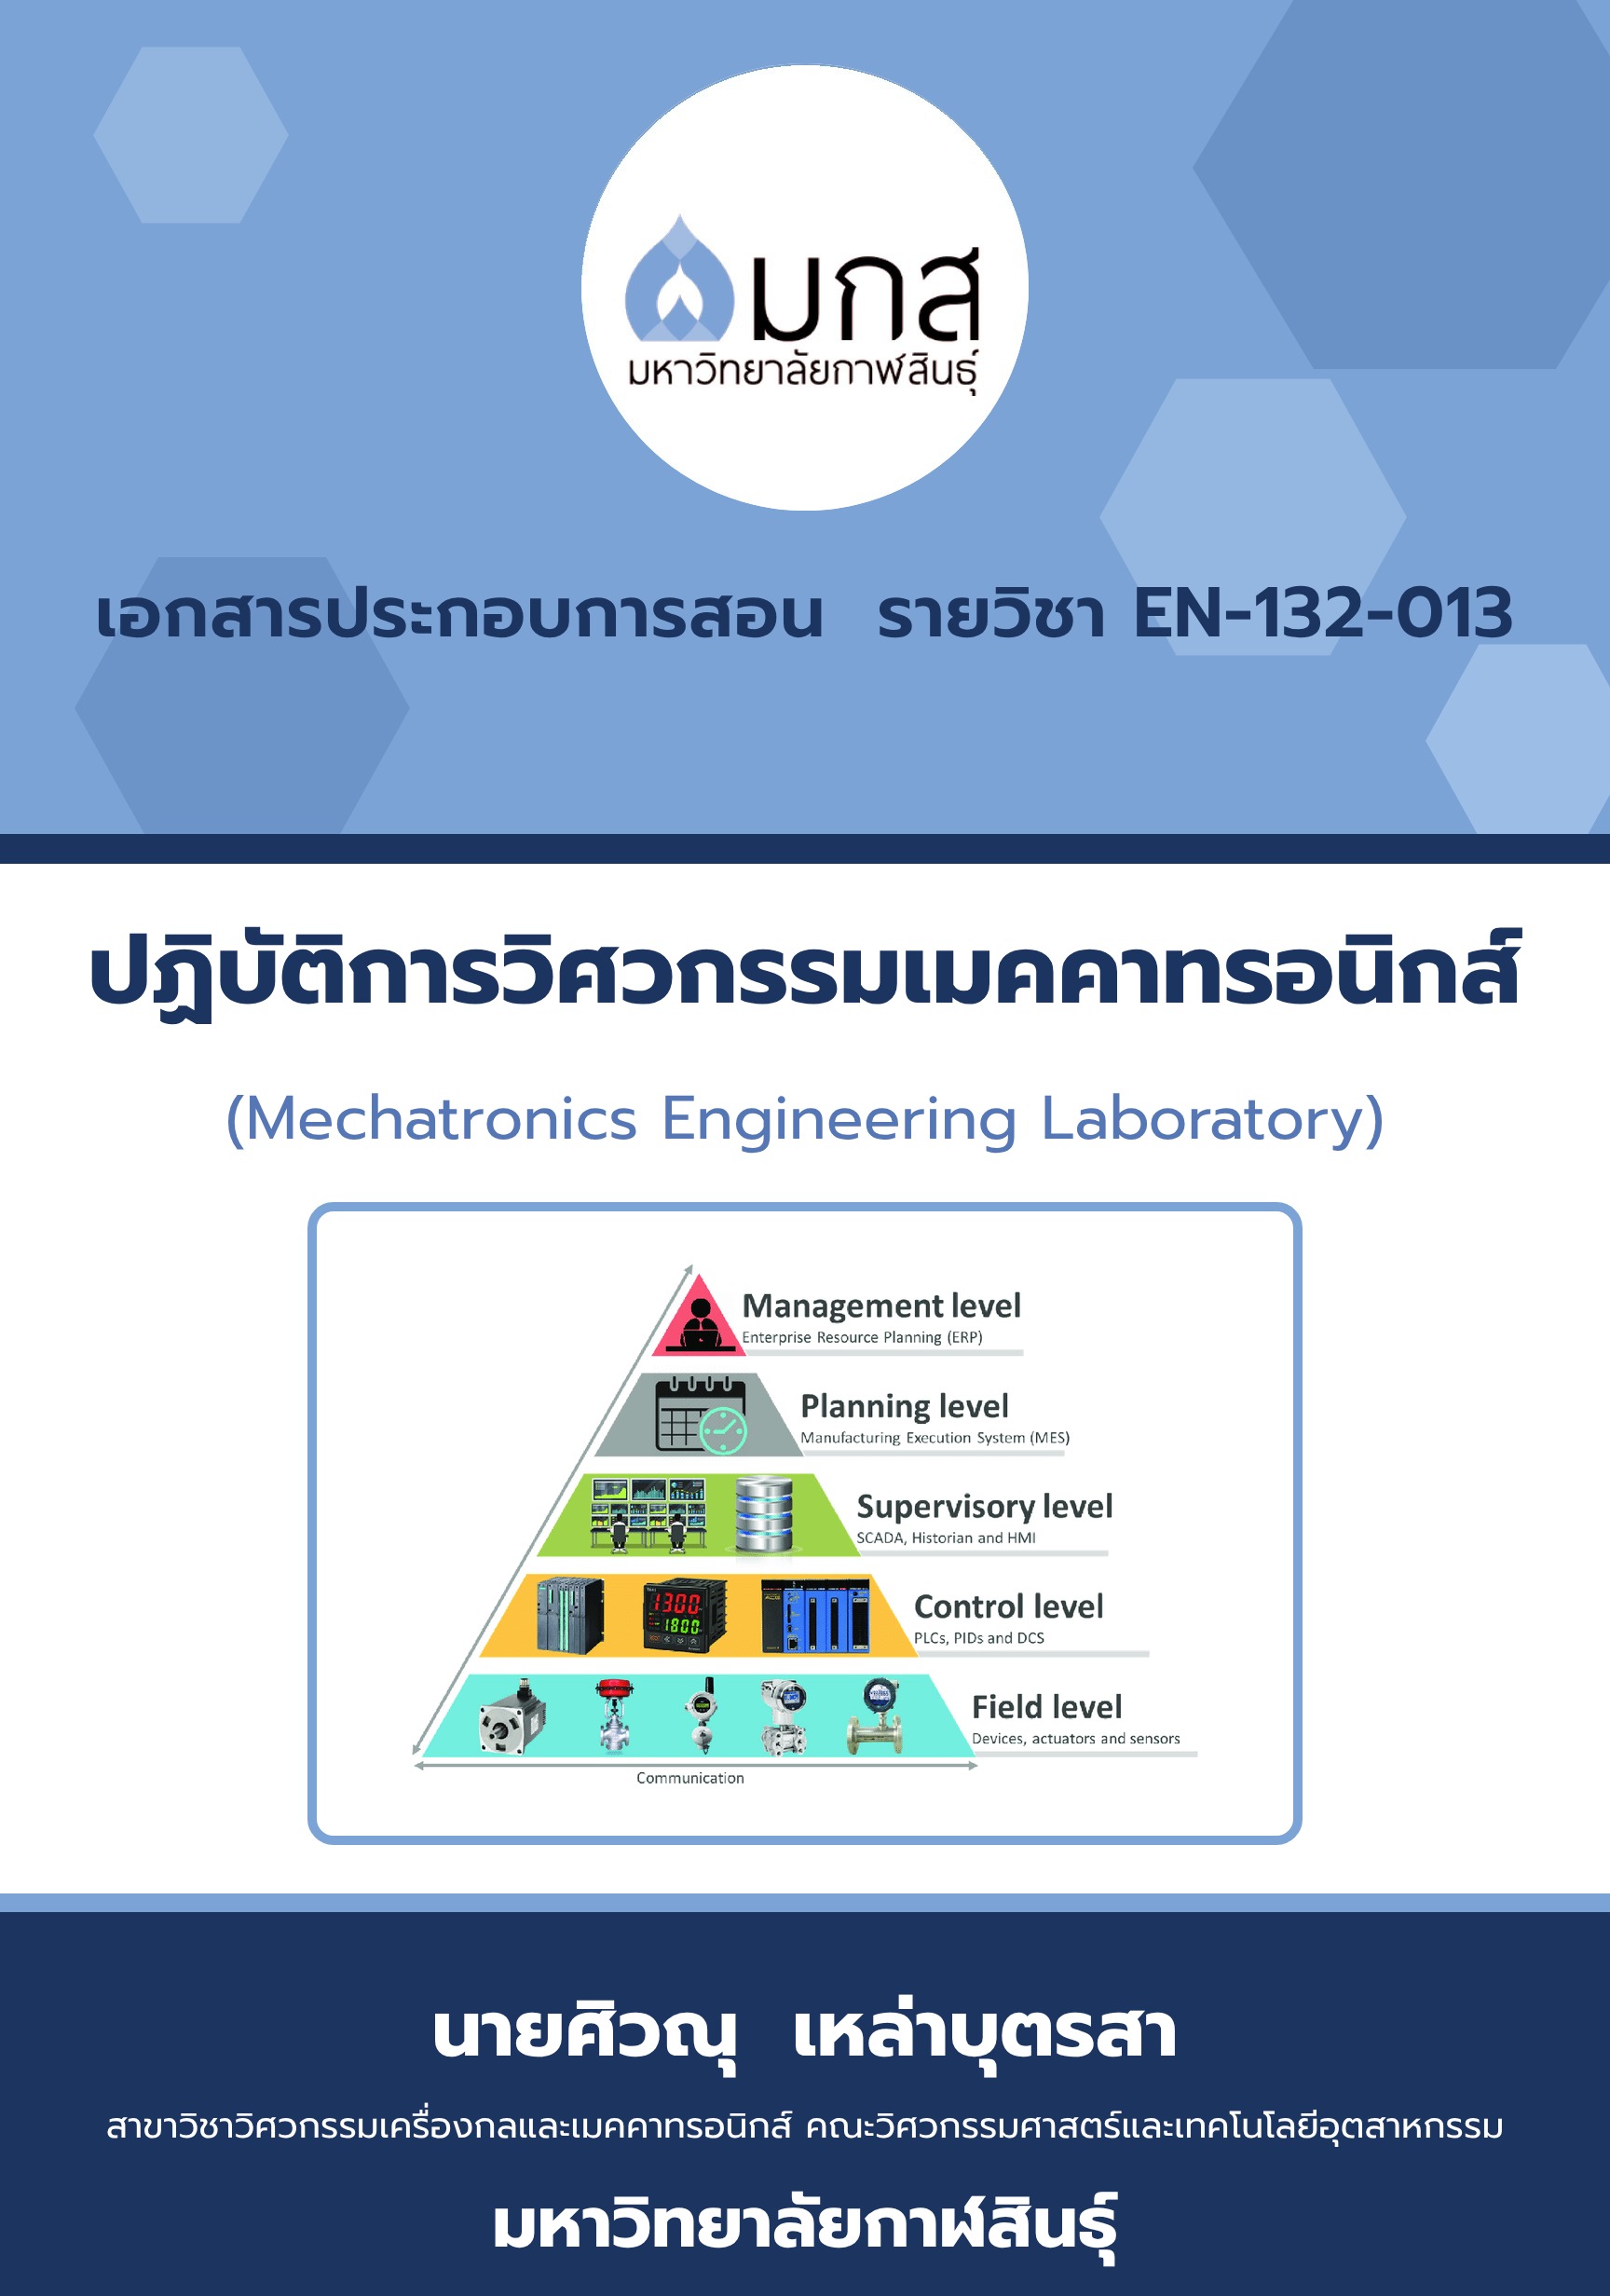 มกส
มหาวิทยาลัยกาฬสินธุ์
เอกสารประกอบการสอน รายวิชา EN-132-013
ปฏิบัติการวิศวกรรมเมคคาทรอนิกส์
(Mechatronics Engineering Laboratory)
Management level
Enterprise Resource Planning (ERP)
Planning level
Manufacturing Execution System (MES)
Supervisory level
SCADA, Historian and HMI
1300
1800
Control level
PLCs, PIDs and DCS
Field level
Devices, actuators and sensors
Communication
นายศิวณุ เหล่าบุตรสา
สาขาวิชาวิศวกรรมเครื่องกลและเมคคาทรอนิกส์ คณะวิศวกรรมศาสตร์และเทคโนโลยีอุตสาหกรรม
มหาวิทยาลัยกาฬสินธุ์